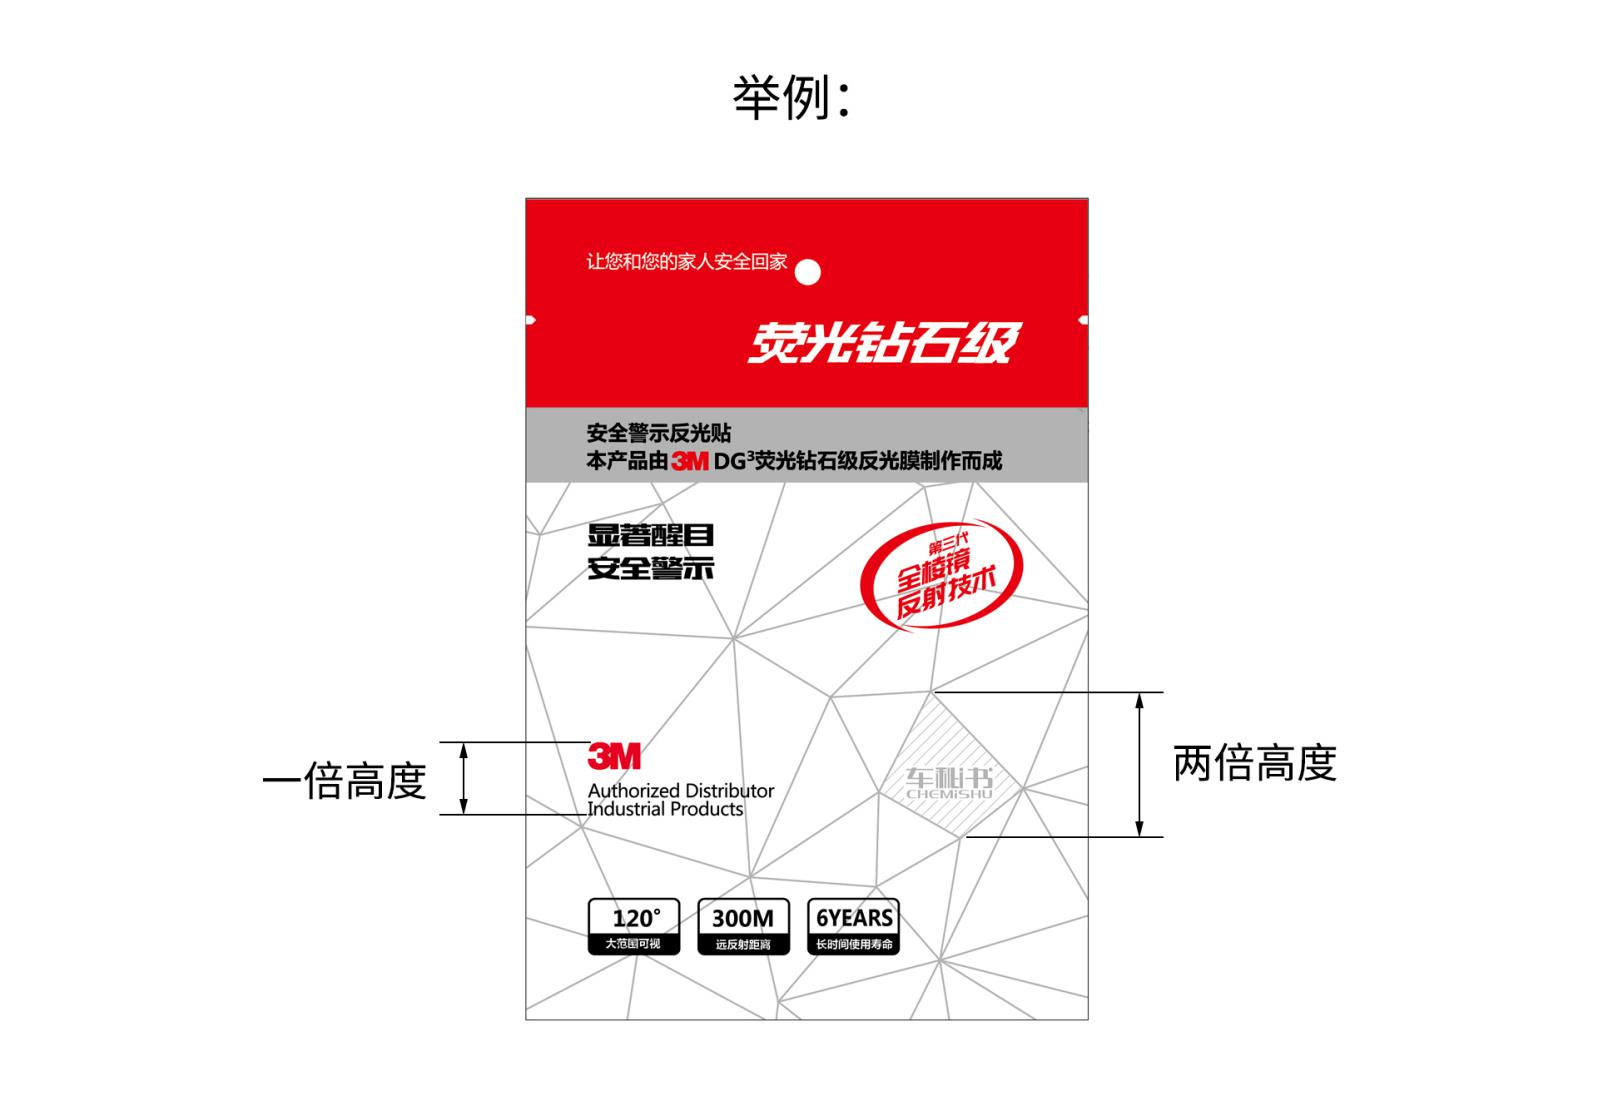 举例：
让您和您的家人安全回家
荧光钻石级
安全警示反光贴
本产品由3M DG³荧光钻石级反光膜制作而成
显著醒目
安全警示
第三代
全棱镜
反射技术
一倍高度
3M
Authorized Distributor
Industrial Products
车秘书
CHEMiSHU
两倍高度
120°
大范围可视
300M
远反射距离
6YEARS
长时间使用寿命